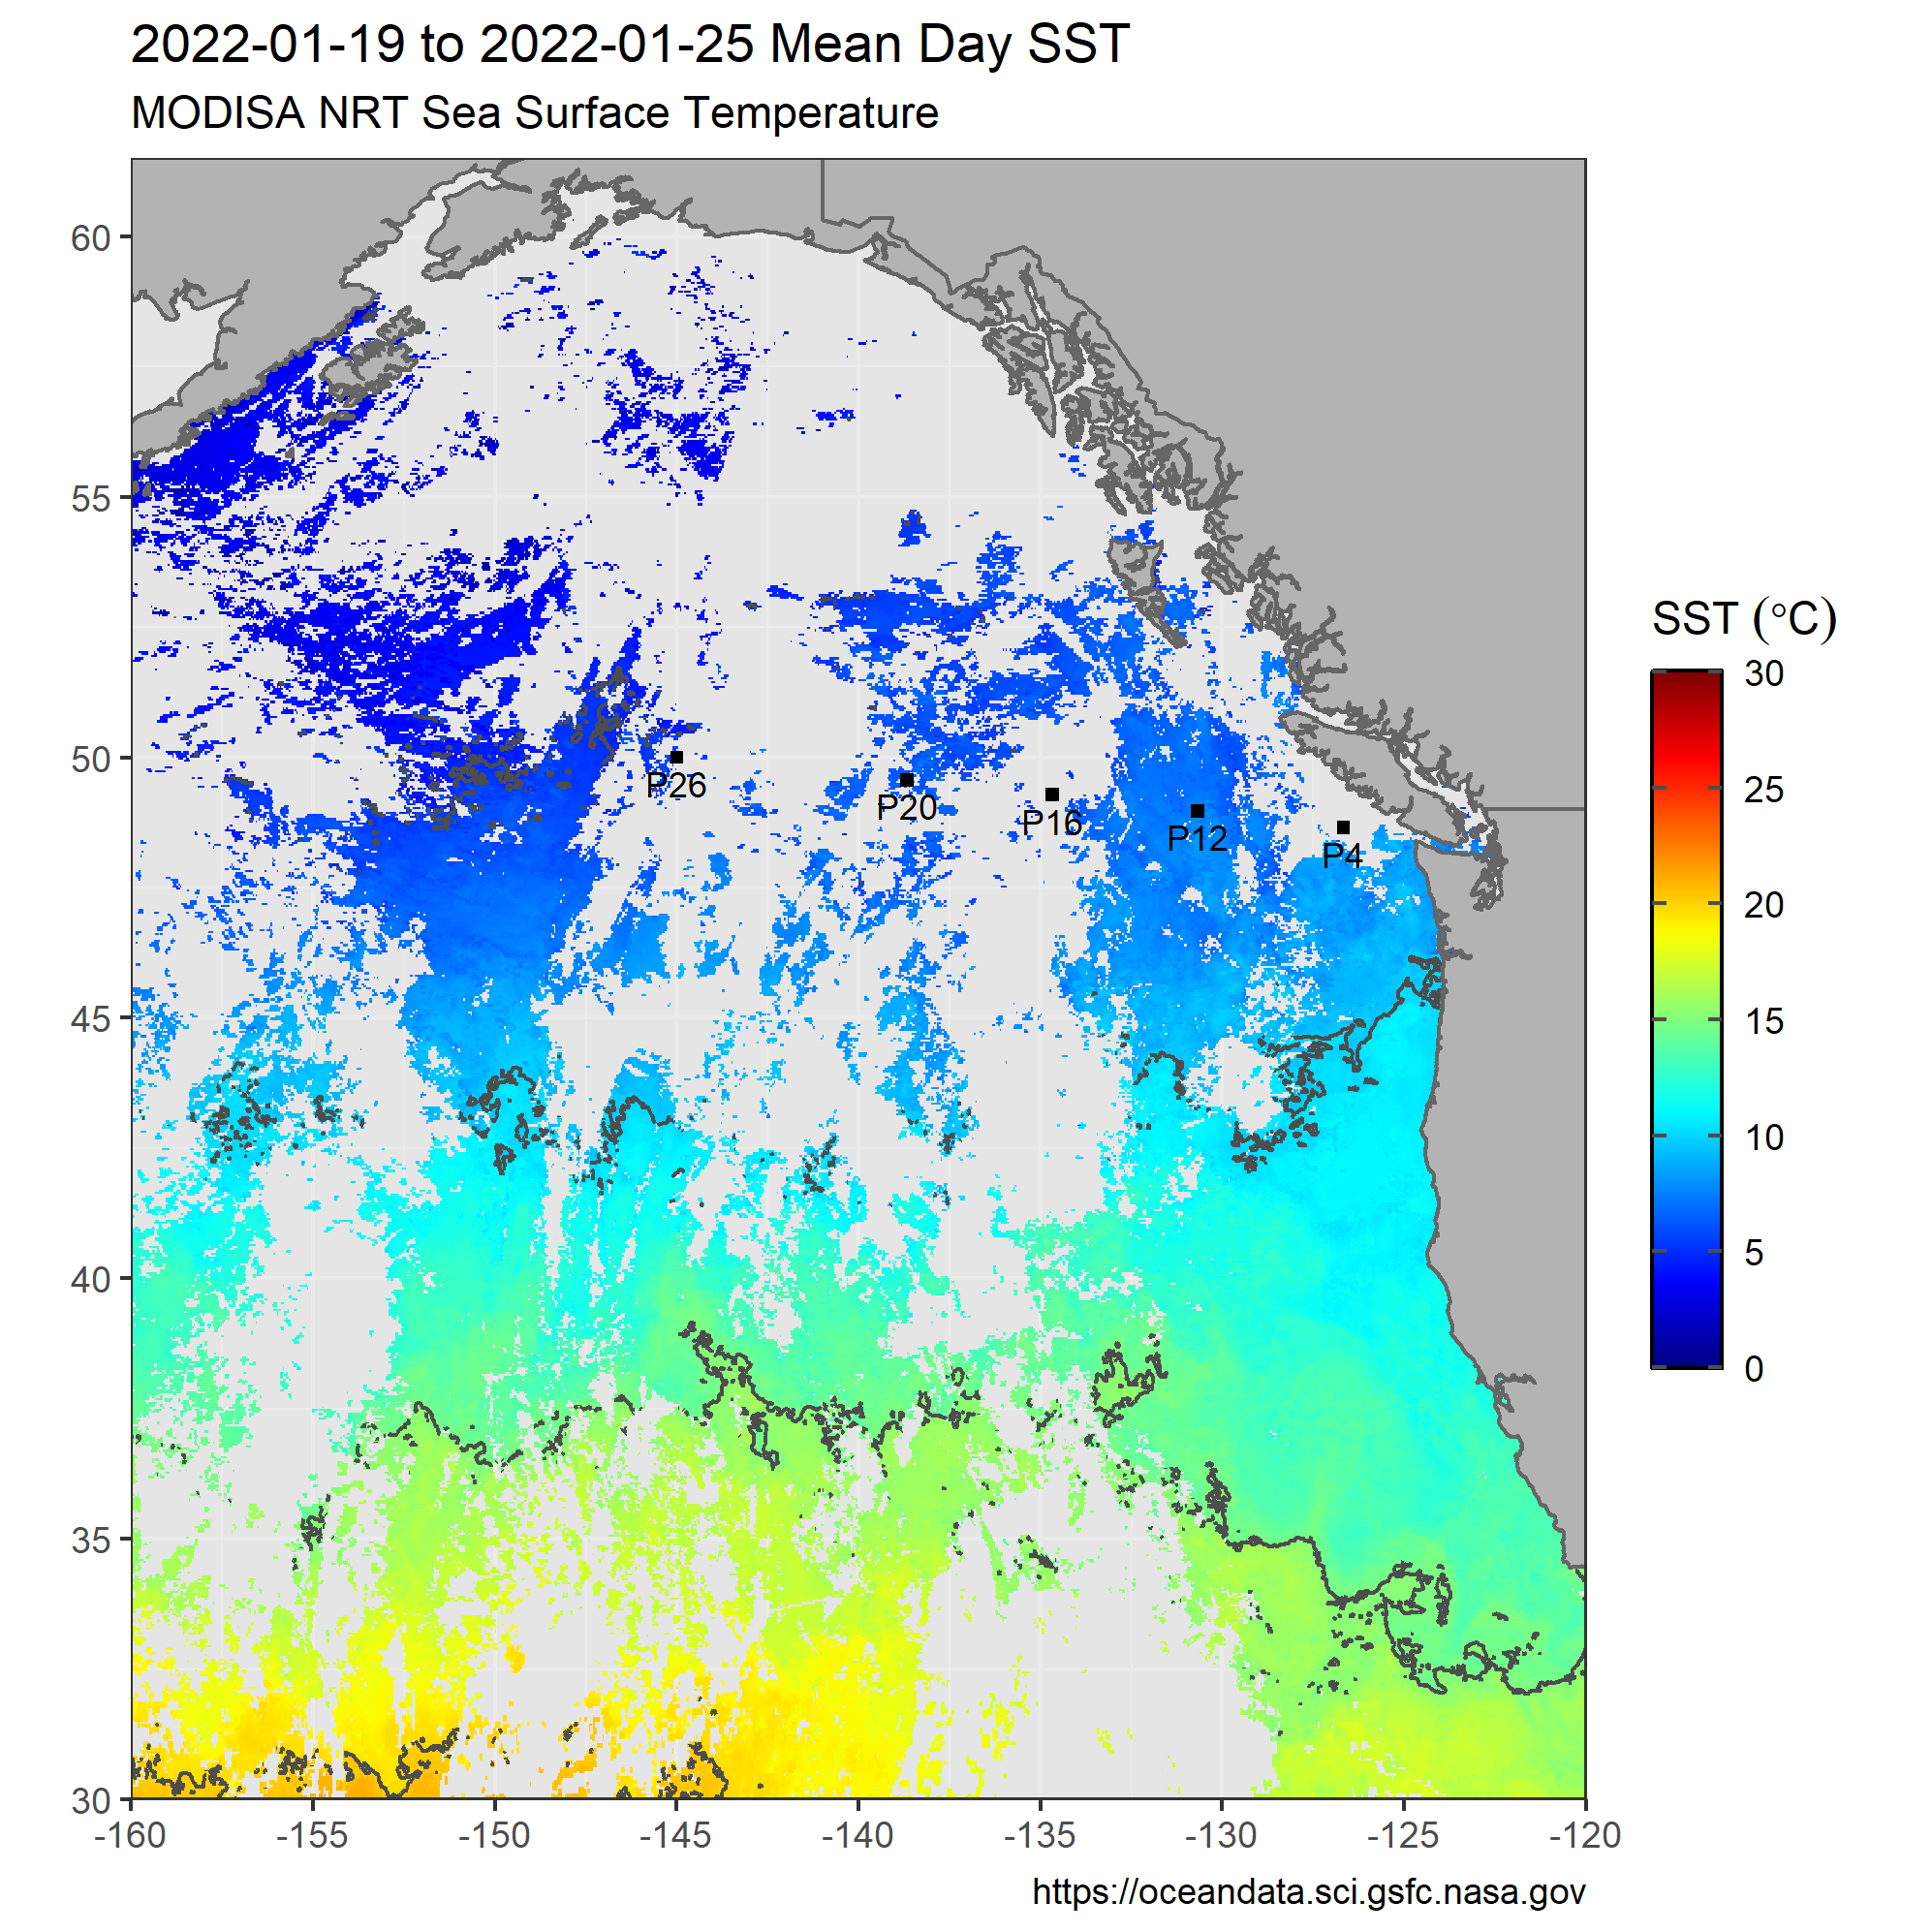 2022-01-19 to 2022-01-25 Mean Day SST
MODISA NRT Sea Surface Temperature
60
55
50
45
40
35
30
-160
-155
-150
-145
-140
-135
-130
-125
-120
P26
P20
P16
P12
P4
SST (°C)
30
25
20
15
10
5
0
https://oceandata.sci.gsfc.nasa.gov